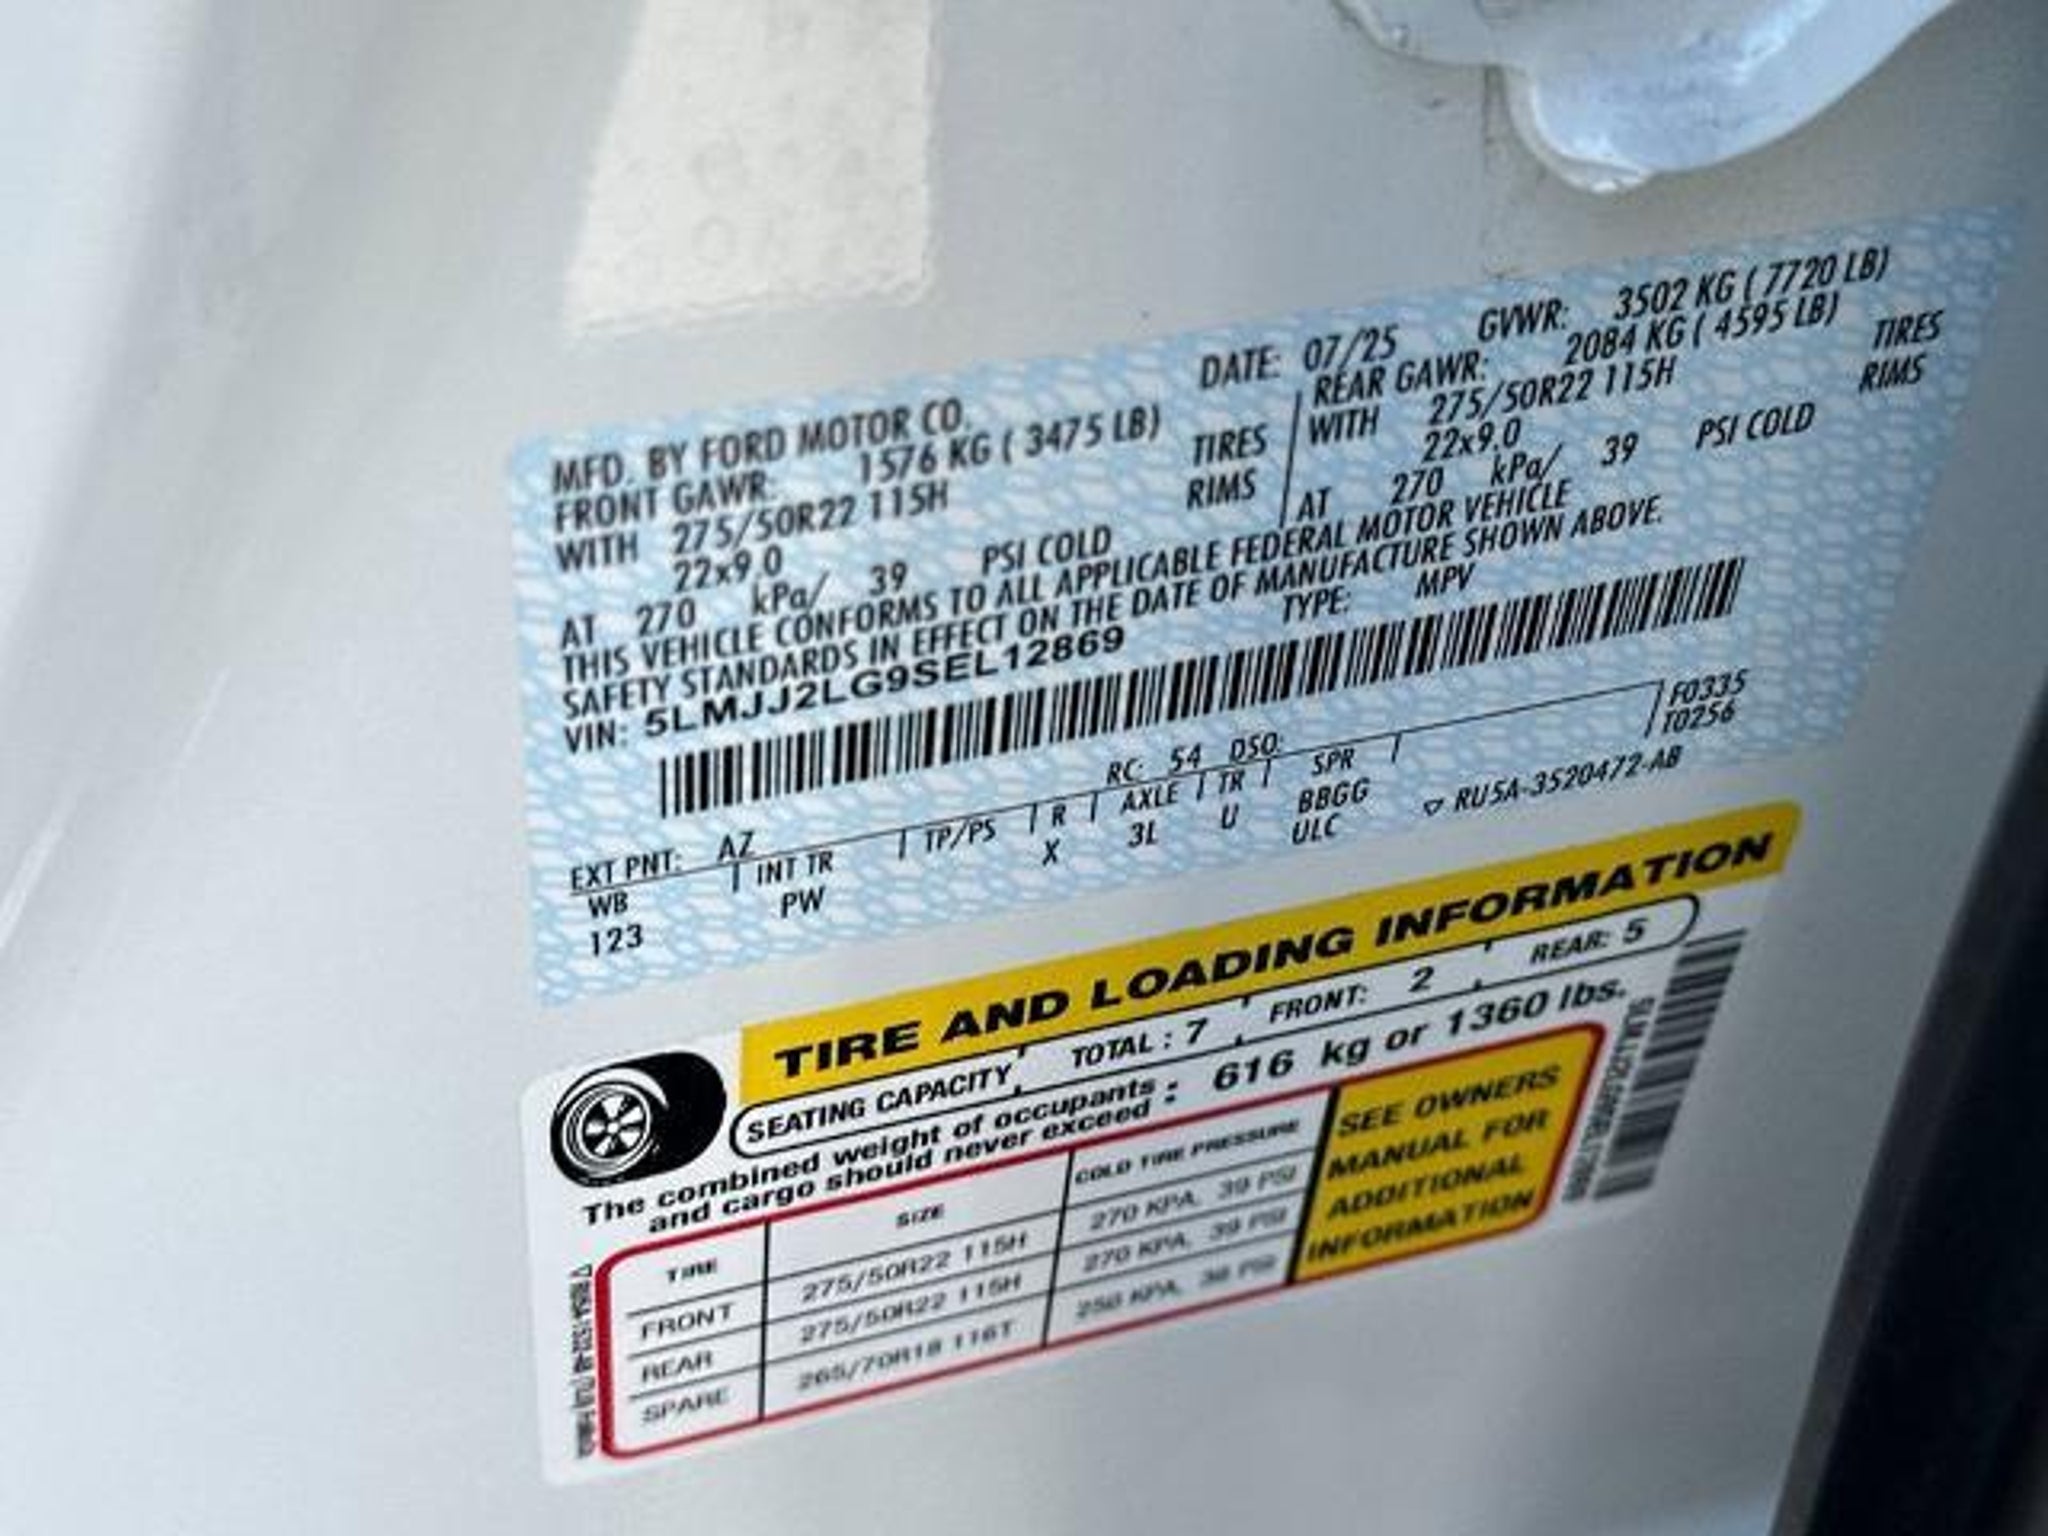 MFD. BY FORD MOTOR CO. DATE: 07/25 GVWR: 3502 KG ( 7720 LB)
FRONT GAWR: 1576 KG ( 3475 LB) REAR GAWR: 2084 KG ( 4595 LB)
WITH 275/50R22 115H TIRES WITH 275/50R22 115H TIRES
22x9.0 RIMS 22x9.0 RIMS
AT 270 kPa/ 39 PSI COLD AT 270 kPa/ 39 PSI COLD
THIS VEHICLE CONFORMS TO ALL APPLICABLE FEDERAL MOTOR VEHICLE
SAFETY STANDARDS IN EFFECT ON THE DATE OF MANUFACTURE SHOWN ABOVE.
VIN: 5LMJJ2LG9SEL12869 TYPE: MPV
F0335
T0256
EXT PNT: AZ RC: 54 DSO:
WB INT TR TP/PS R AXLE TR SPR
123 PW X 3L U BBGG
ULC ▽ RU5A-3520472-AB
TIRE AND LOADING INFORMATION
SEATING CAPACITY TOTAL : 7 FRONT: 2 REAR: 5
The combined weight of occupants
and cargo should never exceed : 616 kg or 1360 lbs.
TIRE SIZE COLD TIRE PRESSURE
FRONT 275/50R22 115H 270 KPA, 39 PSI
REAR 275/50R22 115H 270 KPA, 39 PSI
SPARE 265/70R18 116T
SEE OWNERS
MANUAL FOR
ADDITIONAL
INFORMATION